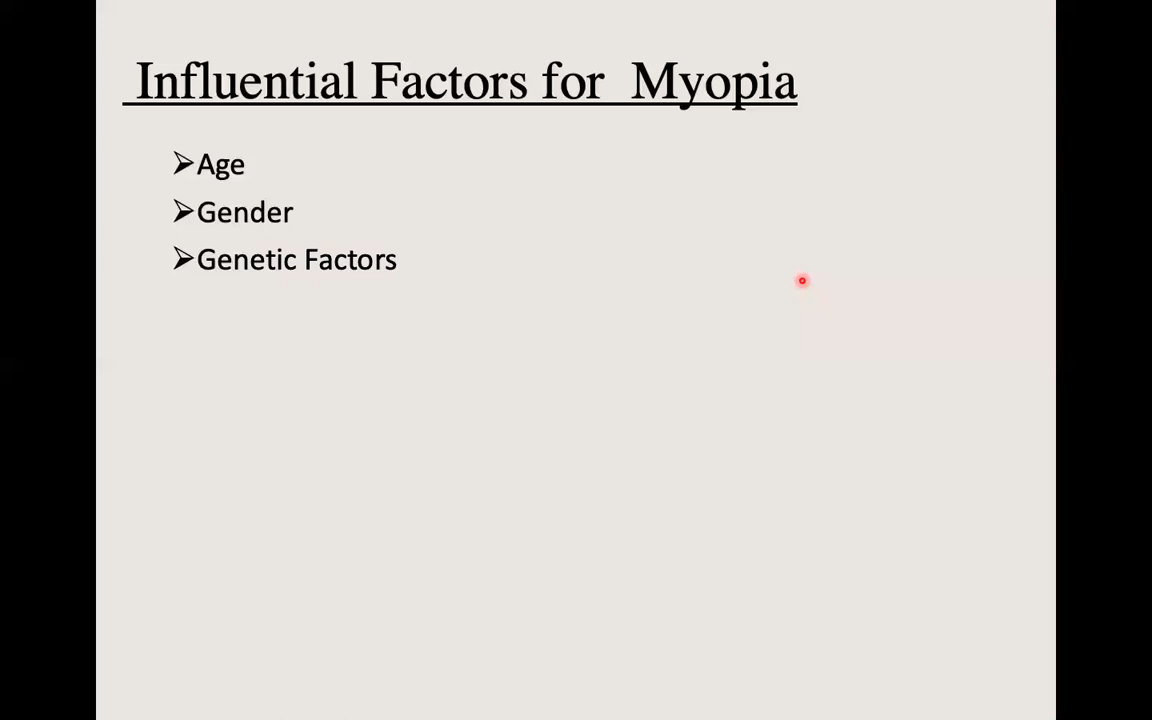 Influential Factors for Myopia
➢Age
➢Gender
➢Genetic Factors